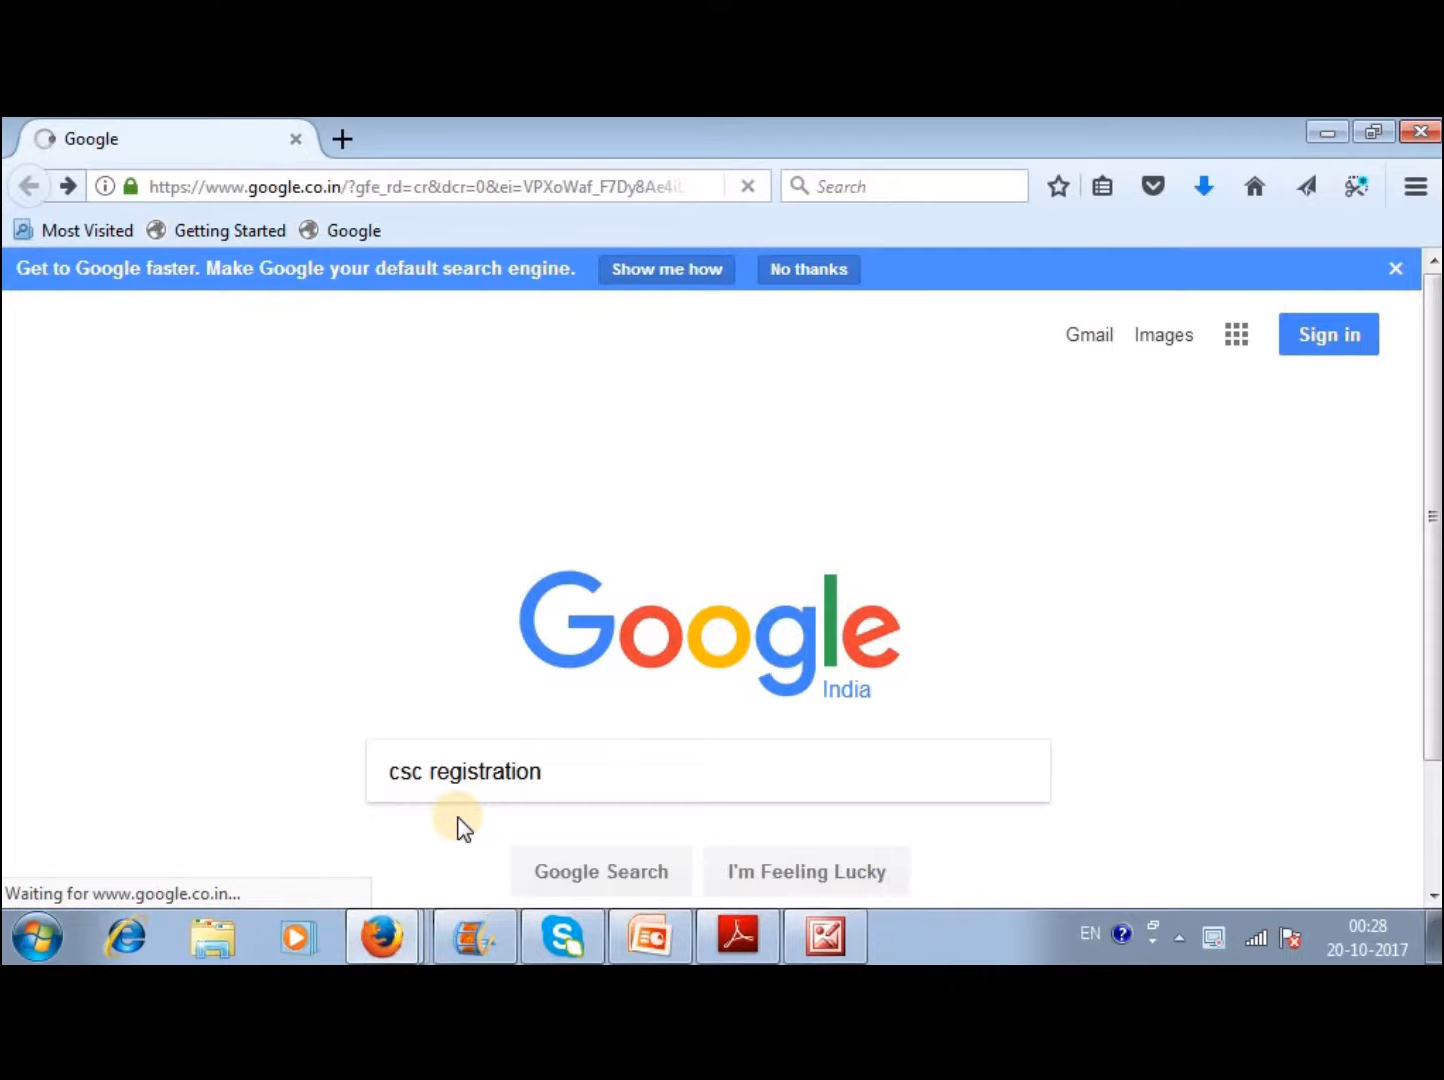 Google
https://www.google.co.in/?gfe_rd=cr&dcr=0&ei=VPXoWaf_F7Dy8Ae4i
Search
Most Visited
Getting Started
Google
Get to Google faster. Make Google your default search engine.
Show me how
No thanks
Gmail
Images
Sign in
Google
India
csc registration
Google Search
I'm Feeling Lucky
Waiting for www.google.co.in...
EN
00:28
20-10-2017